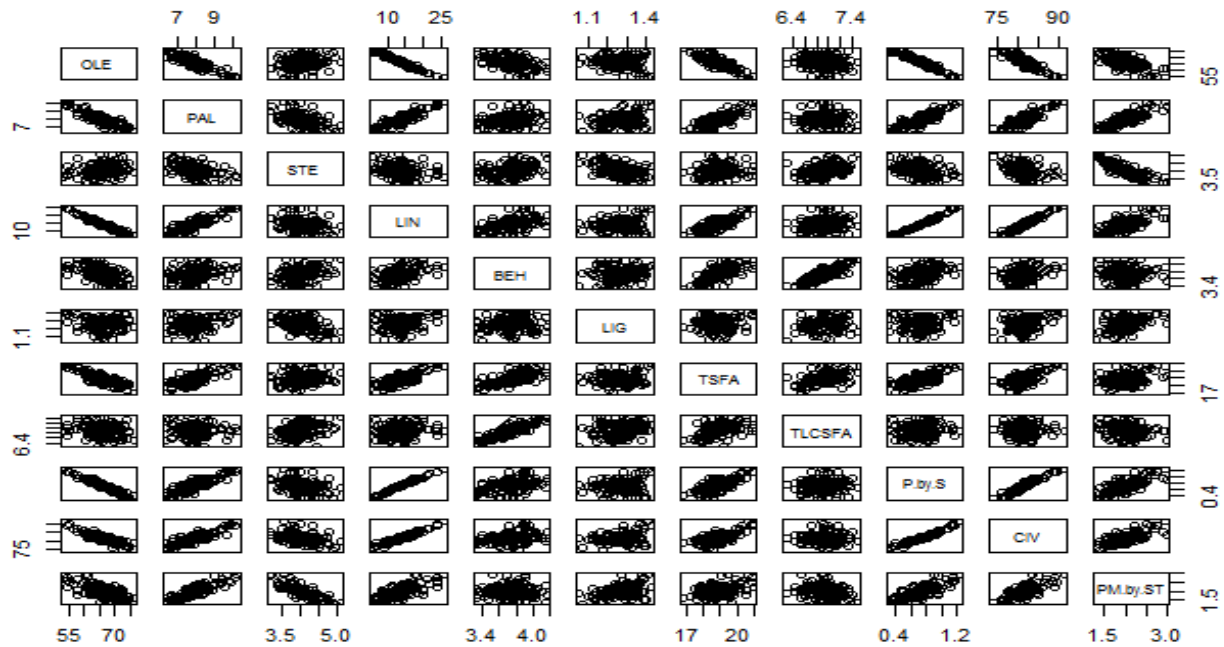 7 9 10 25 1.1 1.4 6.4 7.4 75 90
OLE 55
7 PAL
STE 3.5
10 LIN
BEH 3.4
1.1 LIG
TSFA 17
6.4 TLCSFA
P.by.S 0.4
75 CIV
PM.by.ST 1.5
55 70 3.5 5.0 3.4 4.0 17 20 0.4 1.2 1.5 3.0